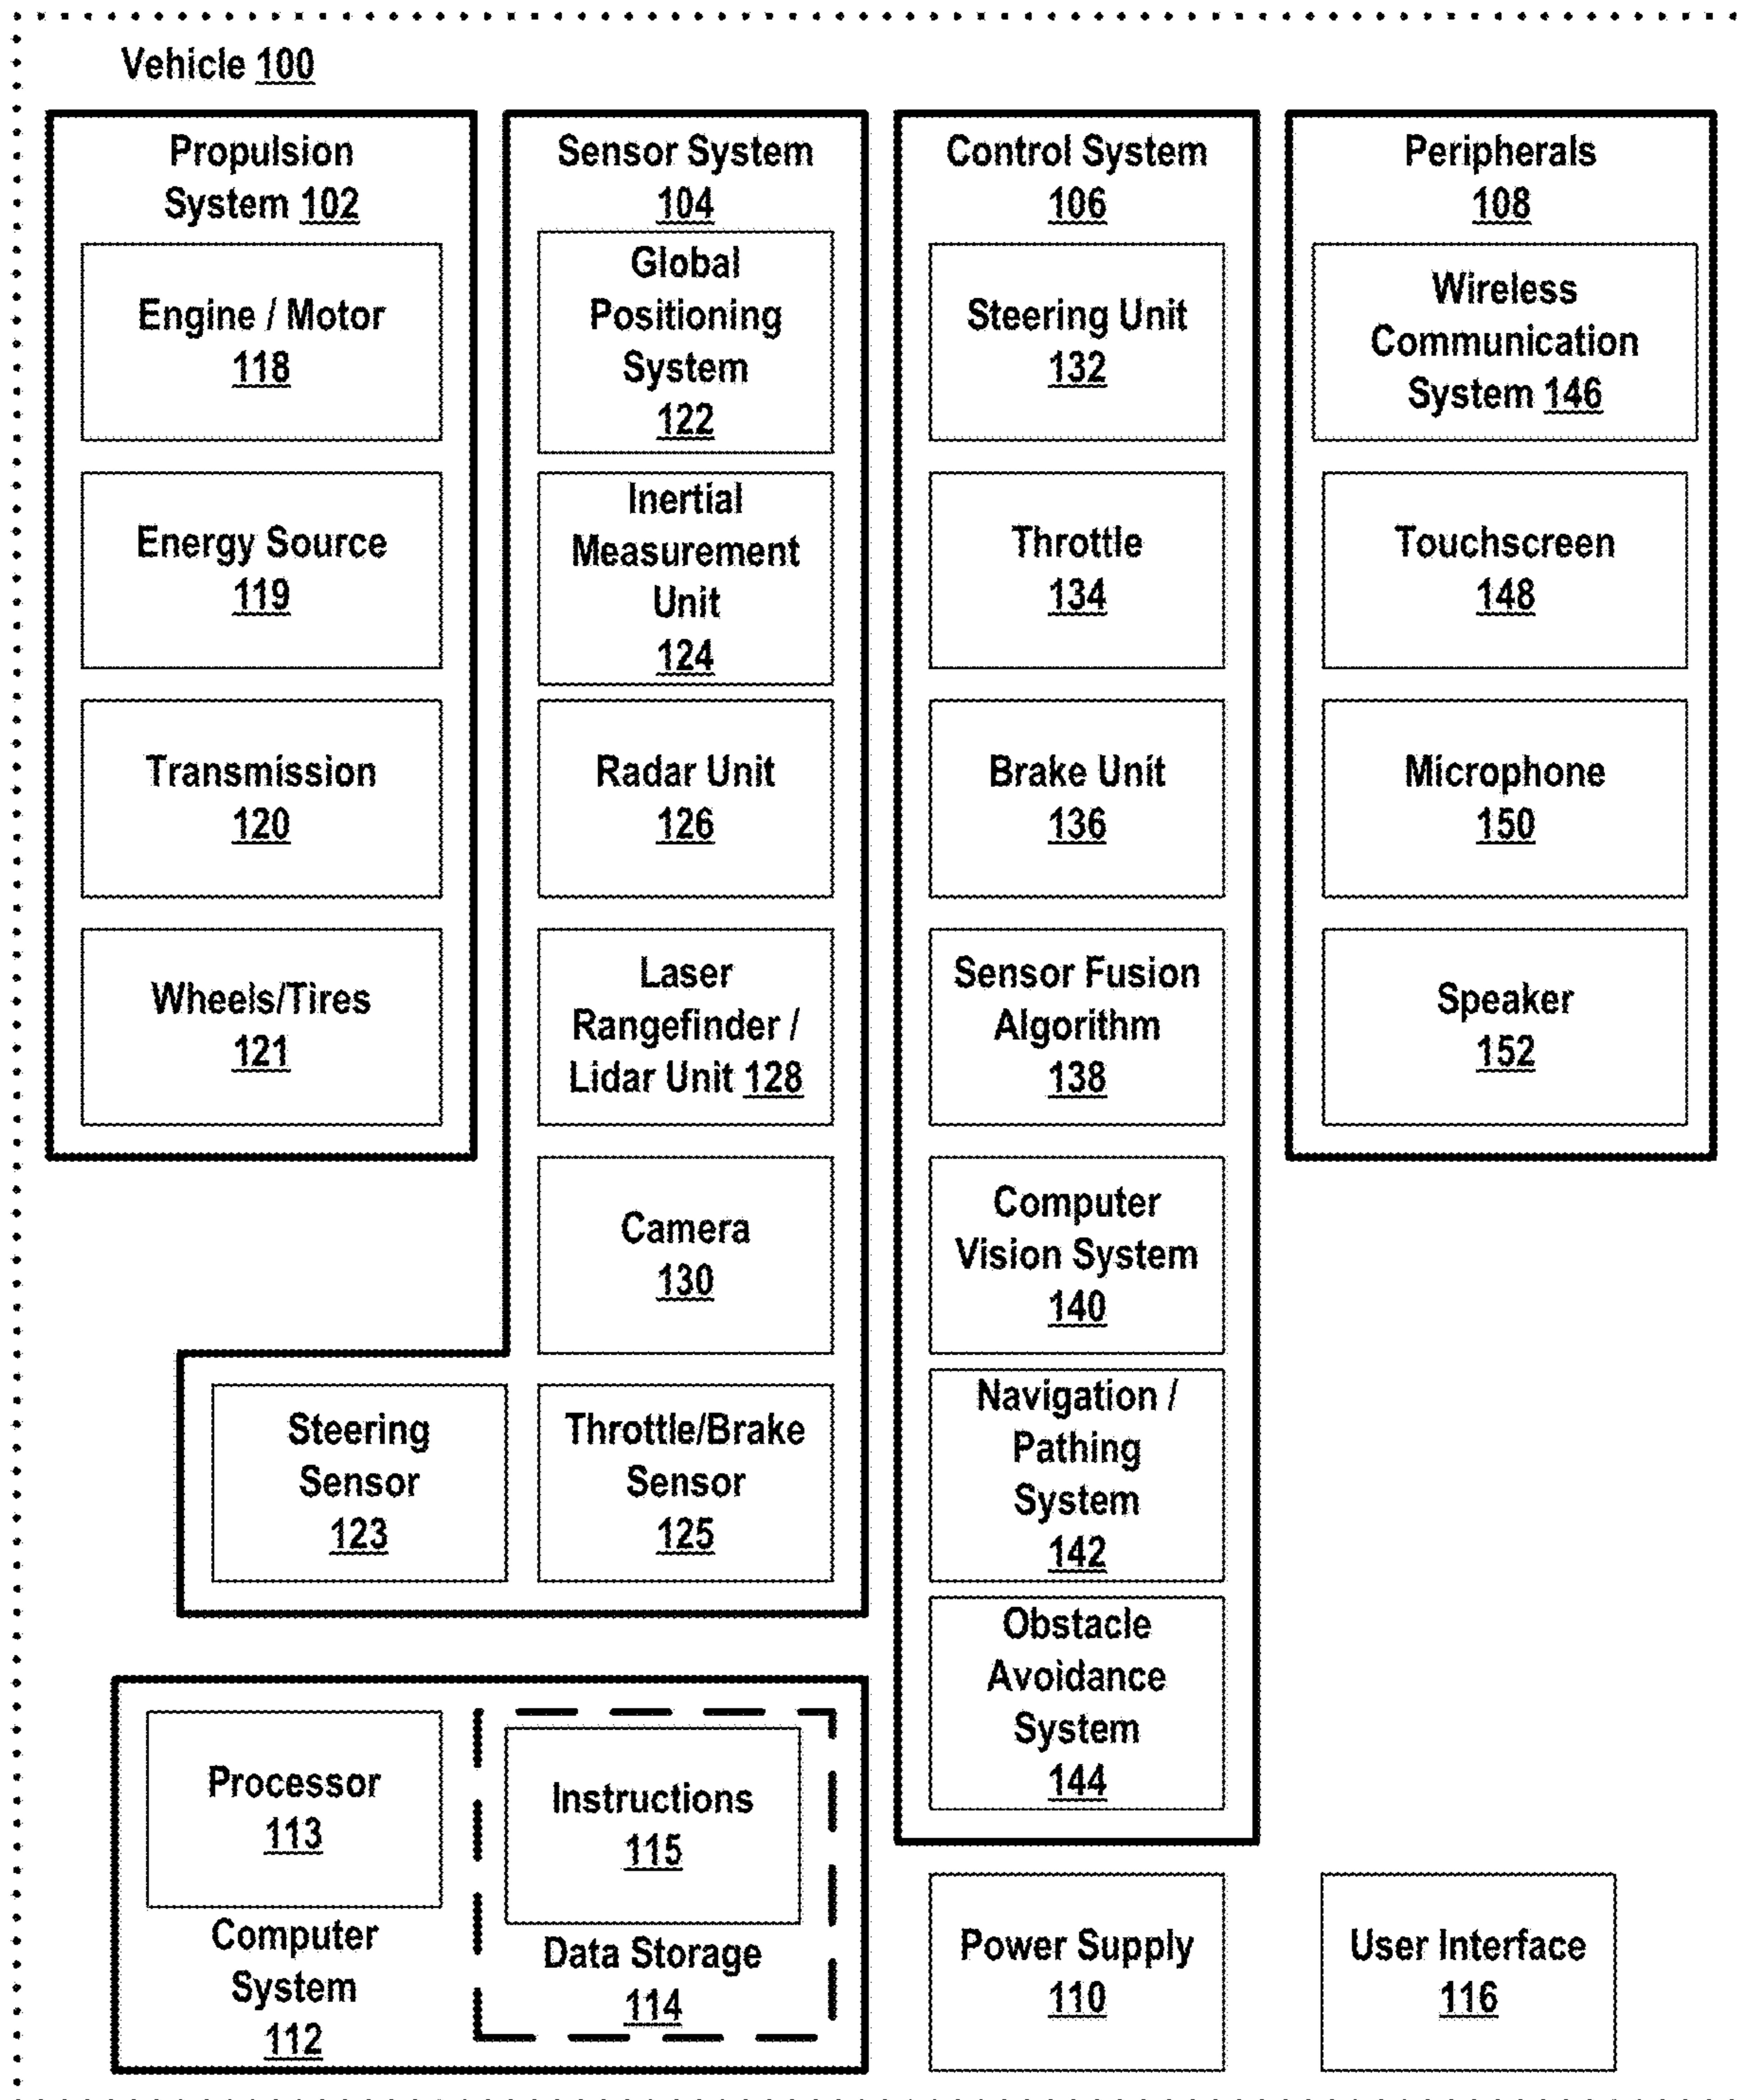 Vehicle 100
Propulsion
System 102
Engine / Motor
118
Energy Source
119
Transmission
120
Wheels/Tires
121
Sensor System
104
Global
Positioning
System
122
Inertial
Measurement
Unit
124
Radar Unit
126
Laser
Rangefinder /
Lidar Unit 128
Camera
130
Steering
Sensor
123
Throttle/Brake
Sensor
125
Control System
106
Steering Unit
132
Throttle
134
Brake Unit
136
Sensor Fusion
Algorithm
138
Computer
Vision System
140
Navigation /
Pathing
System
142
Obstacle
Avoidance
System
144
Peripherals
108
Wireless
Communication
System 146
Touchscreen
148
Microphone
150
Speaker
152
Processor
113
Computer
System
112
Instructions
115
Data Storage
114
Power Supply
110
User Interface
116